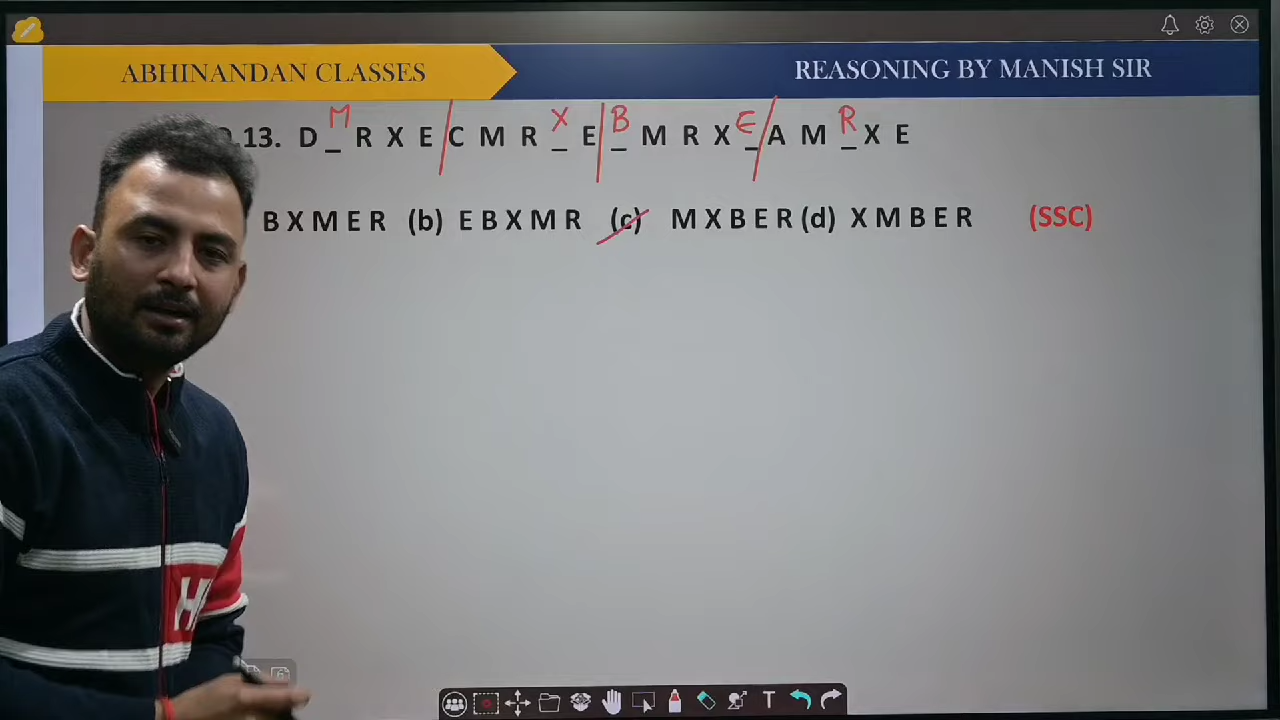 ABHINANDAN CLASSES
REASONING BY MANISH SIR
M X B E R
.13. D _ R X E / C M R _ E / _ M R X _ / A M _ X E
B X M E R (b) E B X M R (c) M X B E R (d) X M B E R (SSC)
H
T